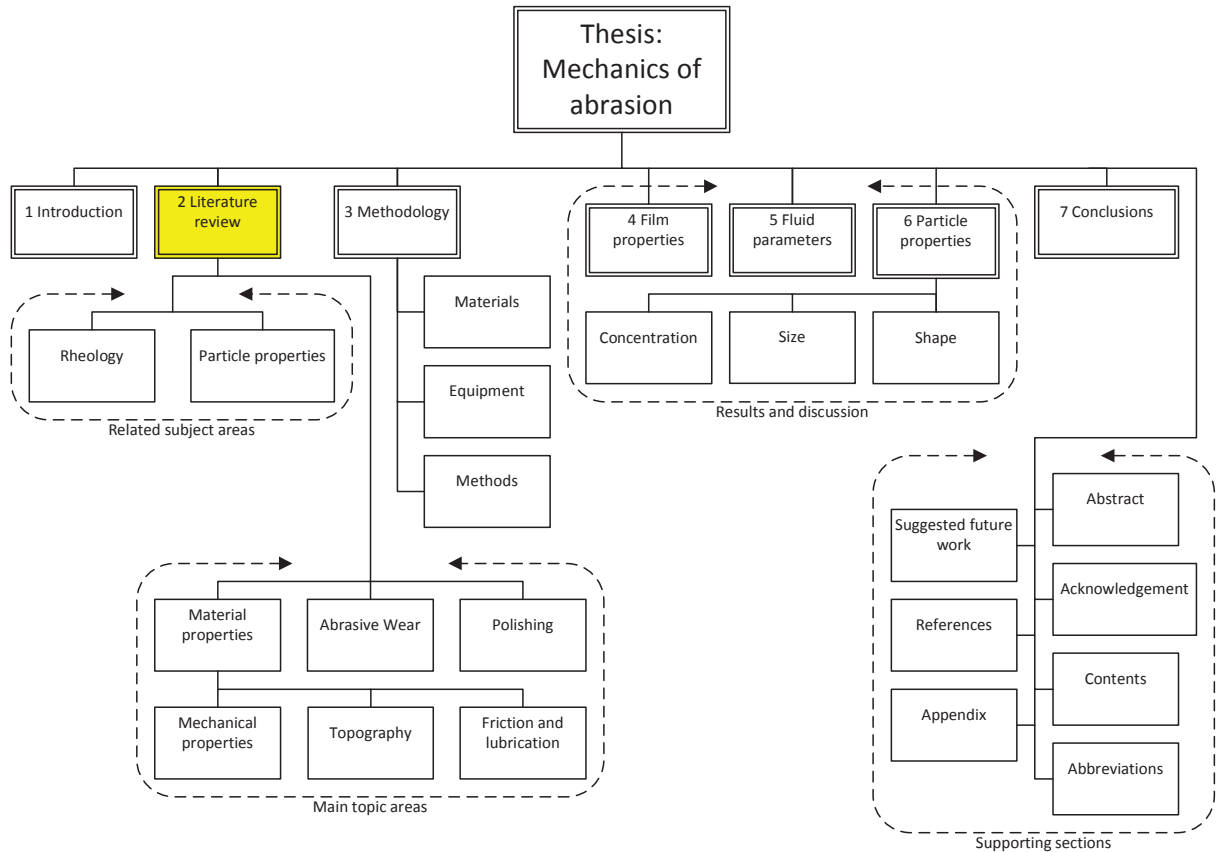 Thesis:
Mechanics of
abrasion
1 Introduction
2 Literature
review
3 Methodology
4 Film
properties
5 Fluid
parameters
6 Particle
properties
7 Conclusions
Rheology
Particle properties
Related subject areas
Materials
Equipment
Methods
Concentration
Size
Shape
Results and discussion
Material
properties
Abrasive Wear
Polishing
Mechanical
properties
Topography
Friction and
lubrication
Main topic areas
Suggested future
work
References
Appendix
Abstract
Acknowledgement
Contents
Abbreviations
Supporting sections